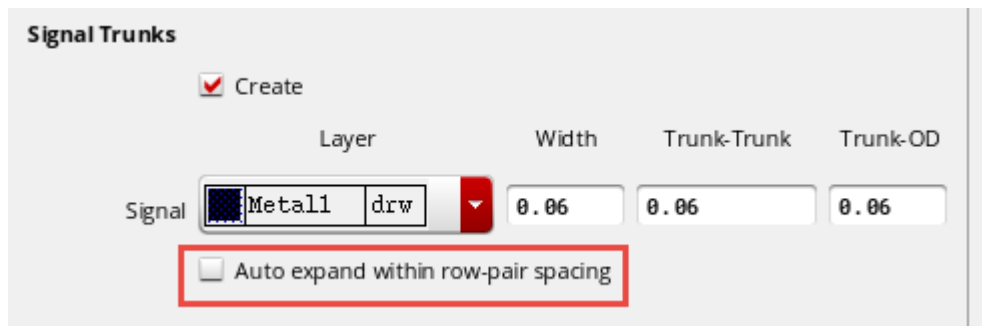 Signal Trunks
Create
Layer Width Trunk-Trunk Trunk-OD
Signal Metal1 drw 0.06 0.06 0.06
Auto expand within row-pair spacing